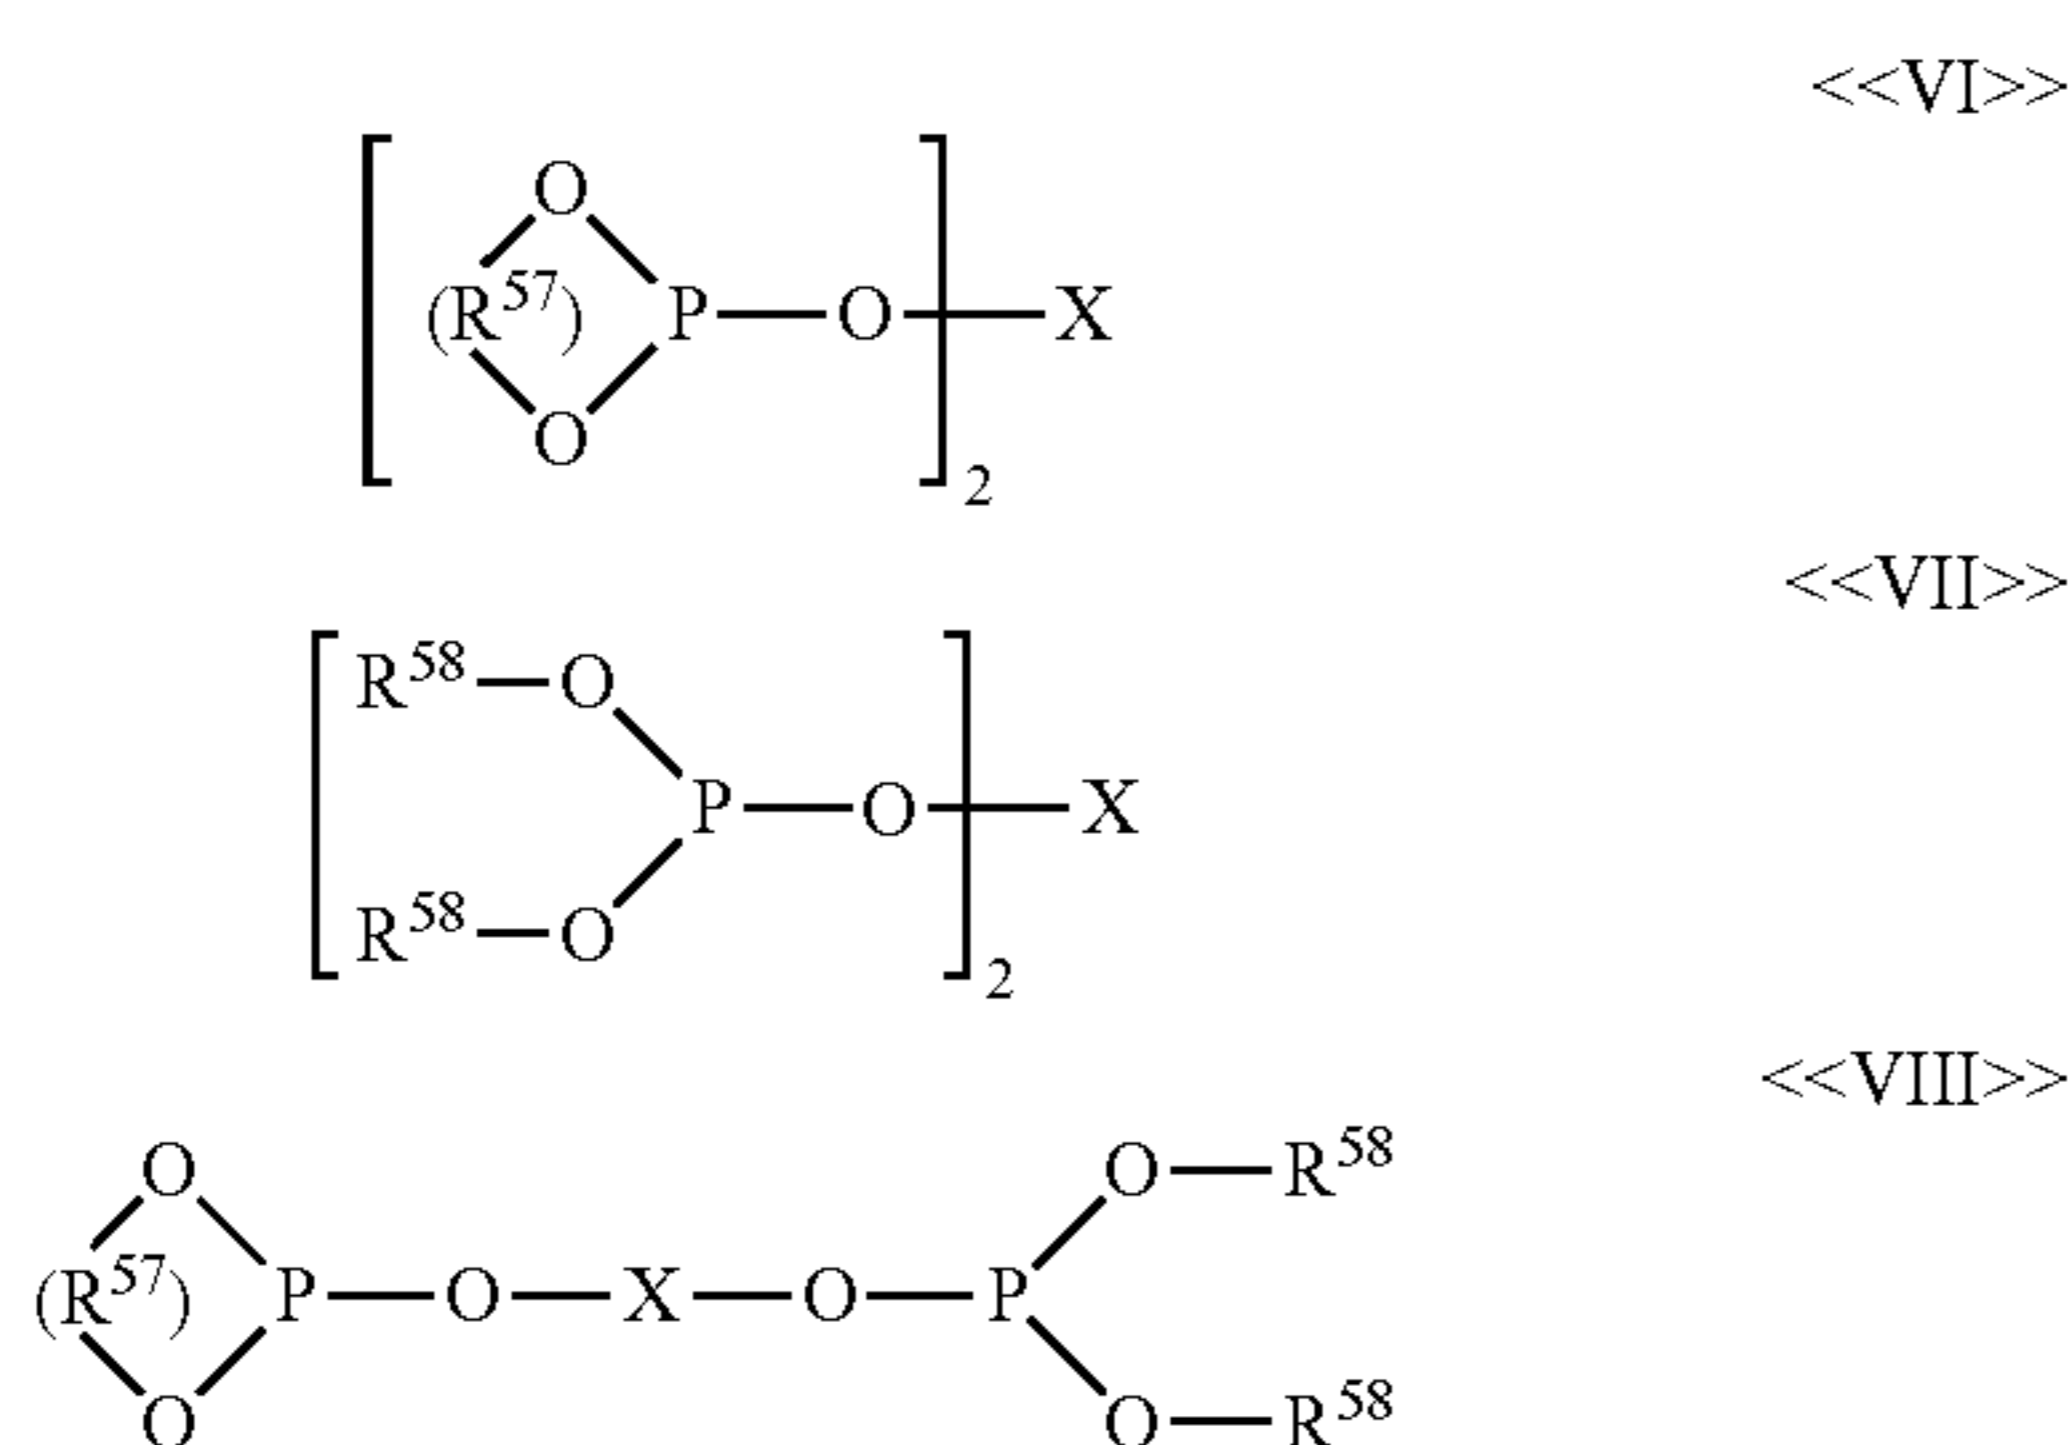 <<VI>>
O
(R57) P O X
O
2
<<VII>>
R58 O
P O X
R58 O
2
<<VIII>>
O O R58
(R57) P O X O P
O O R58